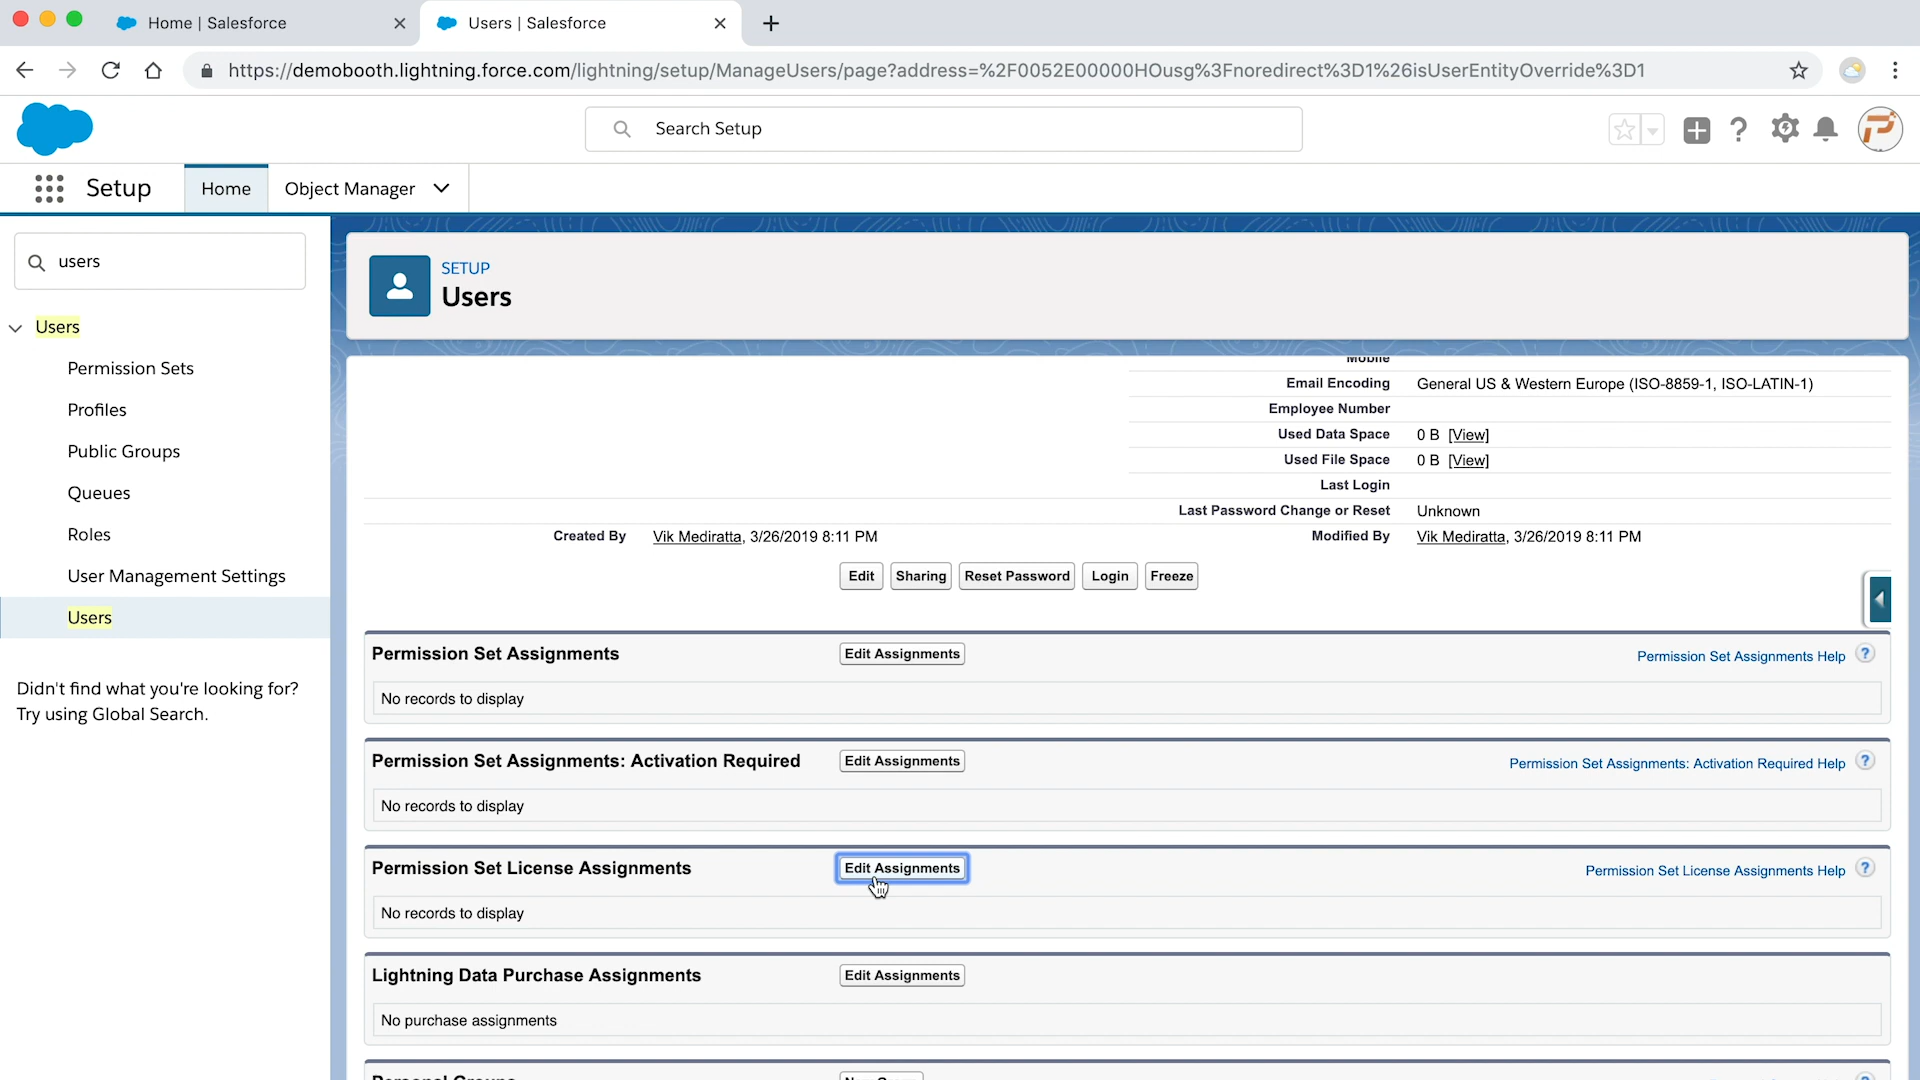 Home | Salesforce
Users | Salesforce
https://demobooth.lightning.force.com/lightning/setup/ManageUsers/page?address=%2F0052E00000HOusg%3Fnoredirect%3D1%26isUserEntityOverride%3D1
Search Setup
Setup
Home
Object Manager
users
Users
Permission Sets
Profiles
Public Groups
Queues
Roles
User Management Settings
Users
Didn't find what you're looking for?
Try using Global Search.
SETUP
Users
Mobile
Email Encoding General US & Western Europe (ISO-8859-1, ISO-LATIN-1)
Employee Number
Used Data Space 0 B [View]
Used File Space 0 B [View]
Last Login
Last Password Change or Reset Unknown
Created By Vik Mediratta, 3/26/2019 8:11 PM Modified By Vik Mediratta, 3/26/2019 8:11 PM
Edit Sharing Reset Password Login Freeze
Permission Set Assignments Edit Assignments Permission Set Assignments Help ?
No records to display
Permission Set Assignments: Activation Required Edit Assignments Permission Set Assignments: Activation Required Help ?
No records to display
Permission Set License Assignments Edit Assignments Permission Set License Assignments Help ?
No records to display
Lightning Data Purchase Assignments Edit Assignments
No purchase assignments
Personal Groups New Group